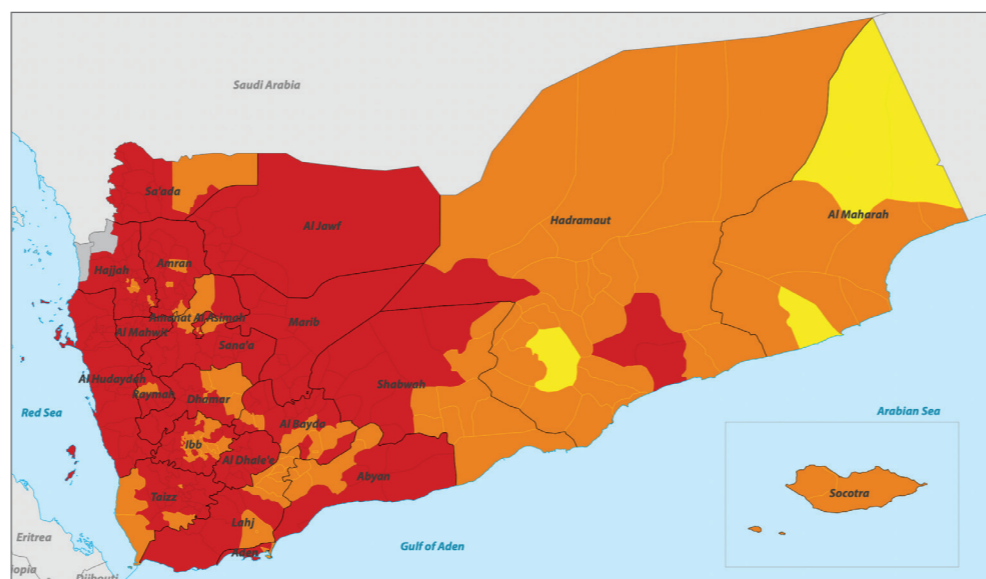 Saudi Arabia
Sa'ada
Hadramaut
Al Maharah
Al Jawf
Amran
Hajjah
Amanat Al Asimah
Marib
Al Mahwit
Sana'a
Al Hudaydah
Shabwah
Raymah
Dhamar
Red Sea
Arabian Sea
Al Bayda
Ibb
Al Dhale'e
Abyan
Taizz
Socotra
Lahj
Eritrea
Gulf of Aden
Aden
iopia
Djibouti